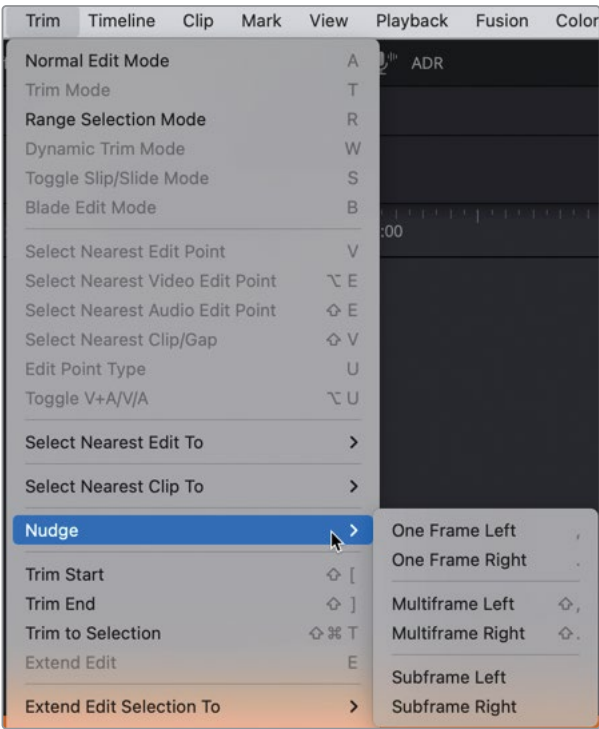 Trim Timeline Clip Mark View Playback Fusion Color
ADR
Normal Edit Mode A
Trim Mode T
Range Selection Mode R
Dynamic Trim Mode W
Toggle Slip/Slide Mode S
Blade Edit Mode B
:00
Select Nearest Edit Point V
Select Nearest Video Edit Point ⌥ E
Select Nearest Audio Edit Point ⇧ E
Select Nearest Clip/Gap ⇧ V
Edit Point Type U
Toggle V+A/V/A ⌥ U
Select Nearest Edit To >
Select Nearest Clip To >
Nudge >
Trim Start ⇧ [
Trim End ⇧ ]
Trim to Selection ⇧ ⌘ T
Extend Edit E
Extend Edit Selection To >
One Frame Left ,
One Frame Right .
Multiframe Left ⇧ ,
Multiframe Right ⇧ .
Subframe Left
Subframe Right